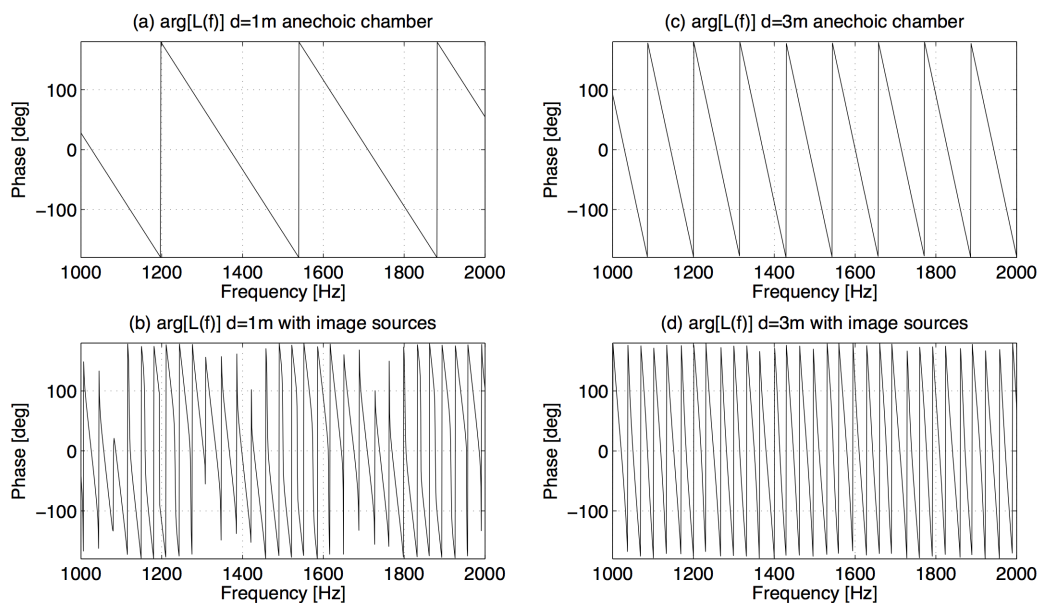 (a) arg[L(f)] d=1m anechoic chamber
Phase [deg]
100
0
−100
1000 1200 1400 1600 1800 2000
Frequency [Hz]
(c) arg[L(f)] d=3m anechoic chamber
Phase [deg]
100
0
−100
1000 1200 1400 1600 1800 2000
Frequency [Hz]
(b) arg[L(f)] d=1m with image sources
Phase [deg]
100
0
−100
1000 1200 1400 1600 1800 2000
Frequency [Hz]
(d) arg[L(f)] d=3m with image sources
Phase [deg]
100
0
−100
1000 1200 1400 1600 1800 2000
Frequency [Hz]